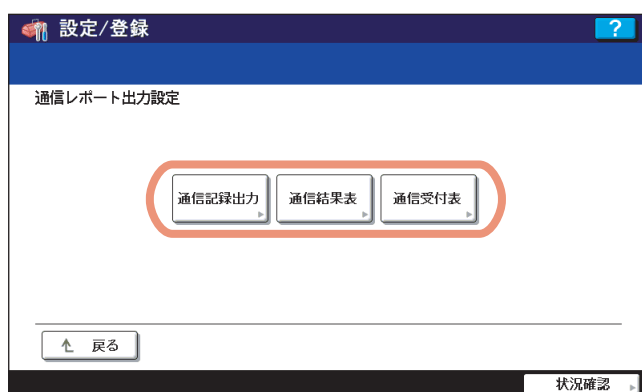 設定/登録
?
通信レポート出力設定
通信記録出力
通信結果表
通信受付表
戻る
状況確認